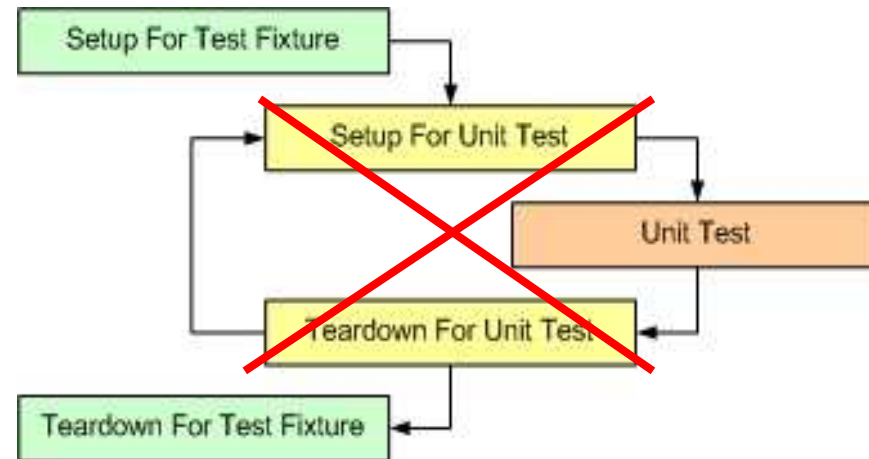 Setup For Test Fixture
Setup For Unit Test
Unit Test
Teardown For Unit Test
Teardown For Test Fixture